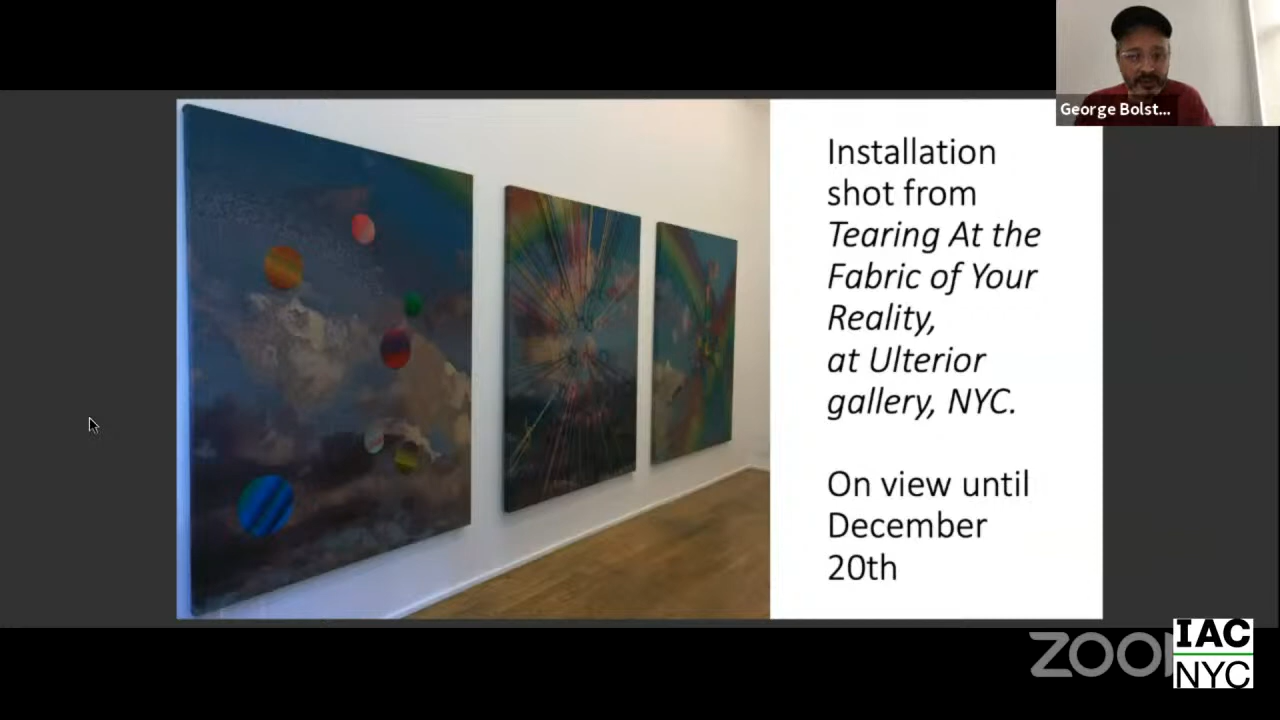 George Bolst...
Installation
shot from
Tearing At the
Fabric of Your
Reality,
at Ulterior
gallery, NYC.
On view until
December
20th
ZOO
IAC
NYC